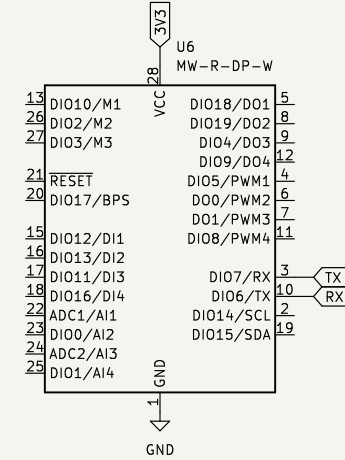 3V3
U6
MW-R-DP-W
28
VCC
13 DIO10/M1 DIO18/DO1 5
26 DIO2/M2 DIO19/DO2 8
27 DIO3/M3 DIO4/DO3 9
DIO9/DO4 12
21 RESET DIO5/PWM1 4
20 DIO17/BPS DO0/PWM2 6
DO1/PWM3 7
15 DIO12/DI1 DIO8/PWM4 11
16 DIO13/DI2
17 DIO11/DI3 DIO7/RX 3 TX
18 DIO16/DI4 DIO6/TX 10 RX
22 ADC1/AI1 DIO14/SCL 2
23 DIO0/AI2 DIO15/SDA 19
24 ADC2/AI3
25 DIO1/AI4
GND
1
GND